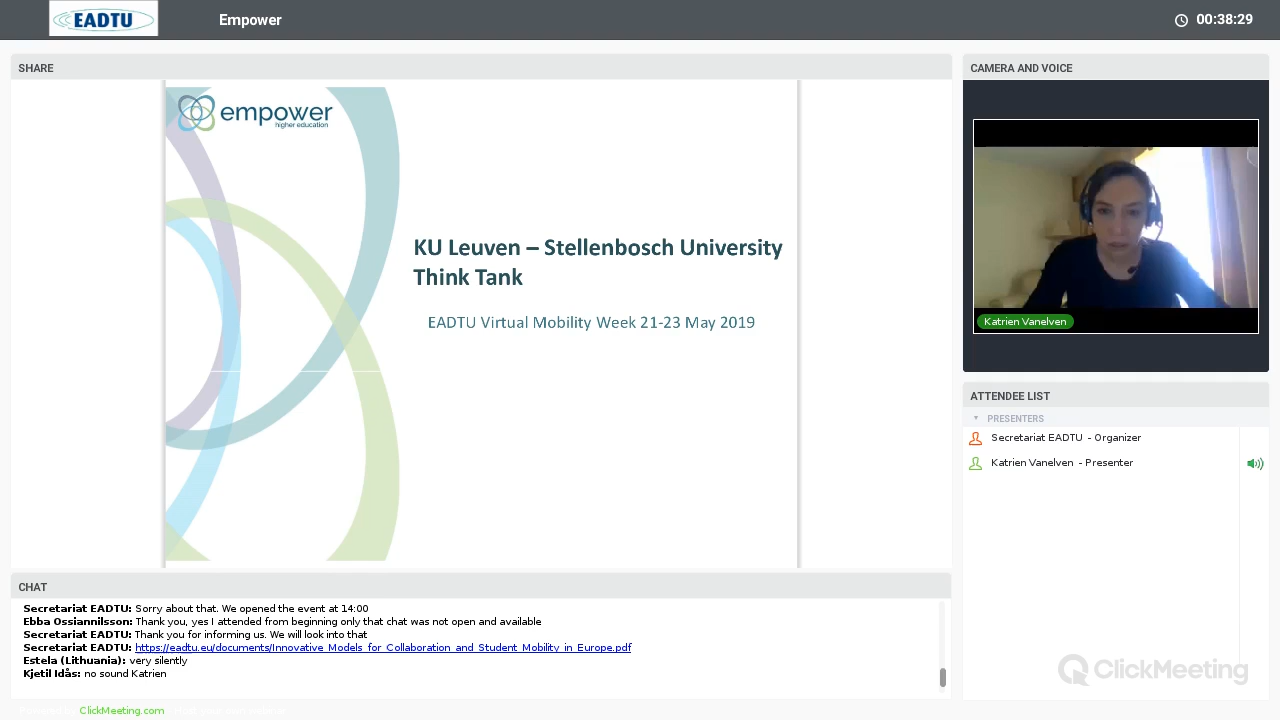 EADTU
Empower
00:38:29
SHARE
empower
higher education
KU Leuven – Stellenbosch University
Think Tank
EADTU Virtual Mobility Week 21-23 May 2019
CAMERA AND VOICE
Katrien Vanelven
ATTENDEE LIST
PRESENTERS
Secretariat EADTU - Organizer
Katrien Vanelven - Presenter
CHAT
Secretariat EADTU: Sorry about that. We opened the event at 14:00
Ebba Ossiannilsson: Thank you, yes I attended from beginning only that chat was not open and available
Secretariat EADTU: Thank you for informing us. We will look into that
Secretariat EADTU: https://eadtu.eu/documents/Innovative_Models_for_Collaboration_and_Student_Mobility_in_Europe.pdf
Estela (Lithuania): very silently
Kjetil Idås: no sound Katrien
ClickMeeting
ClickMeeting.com